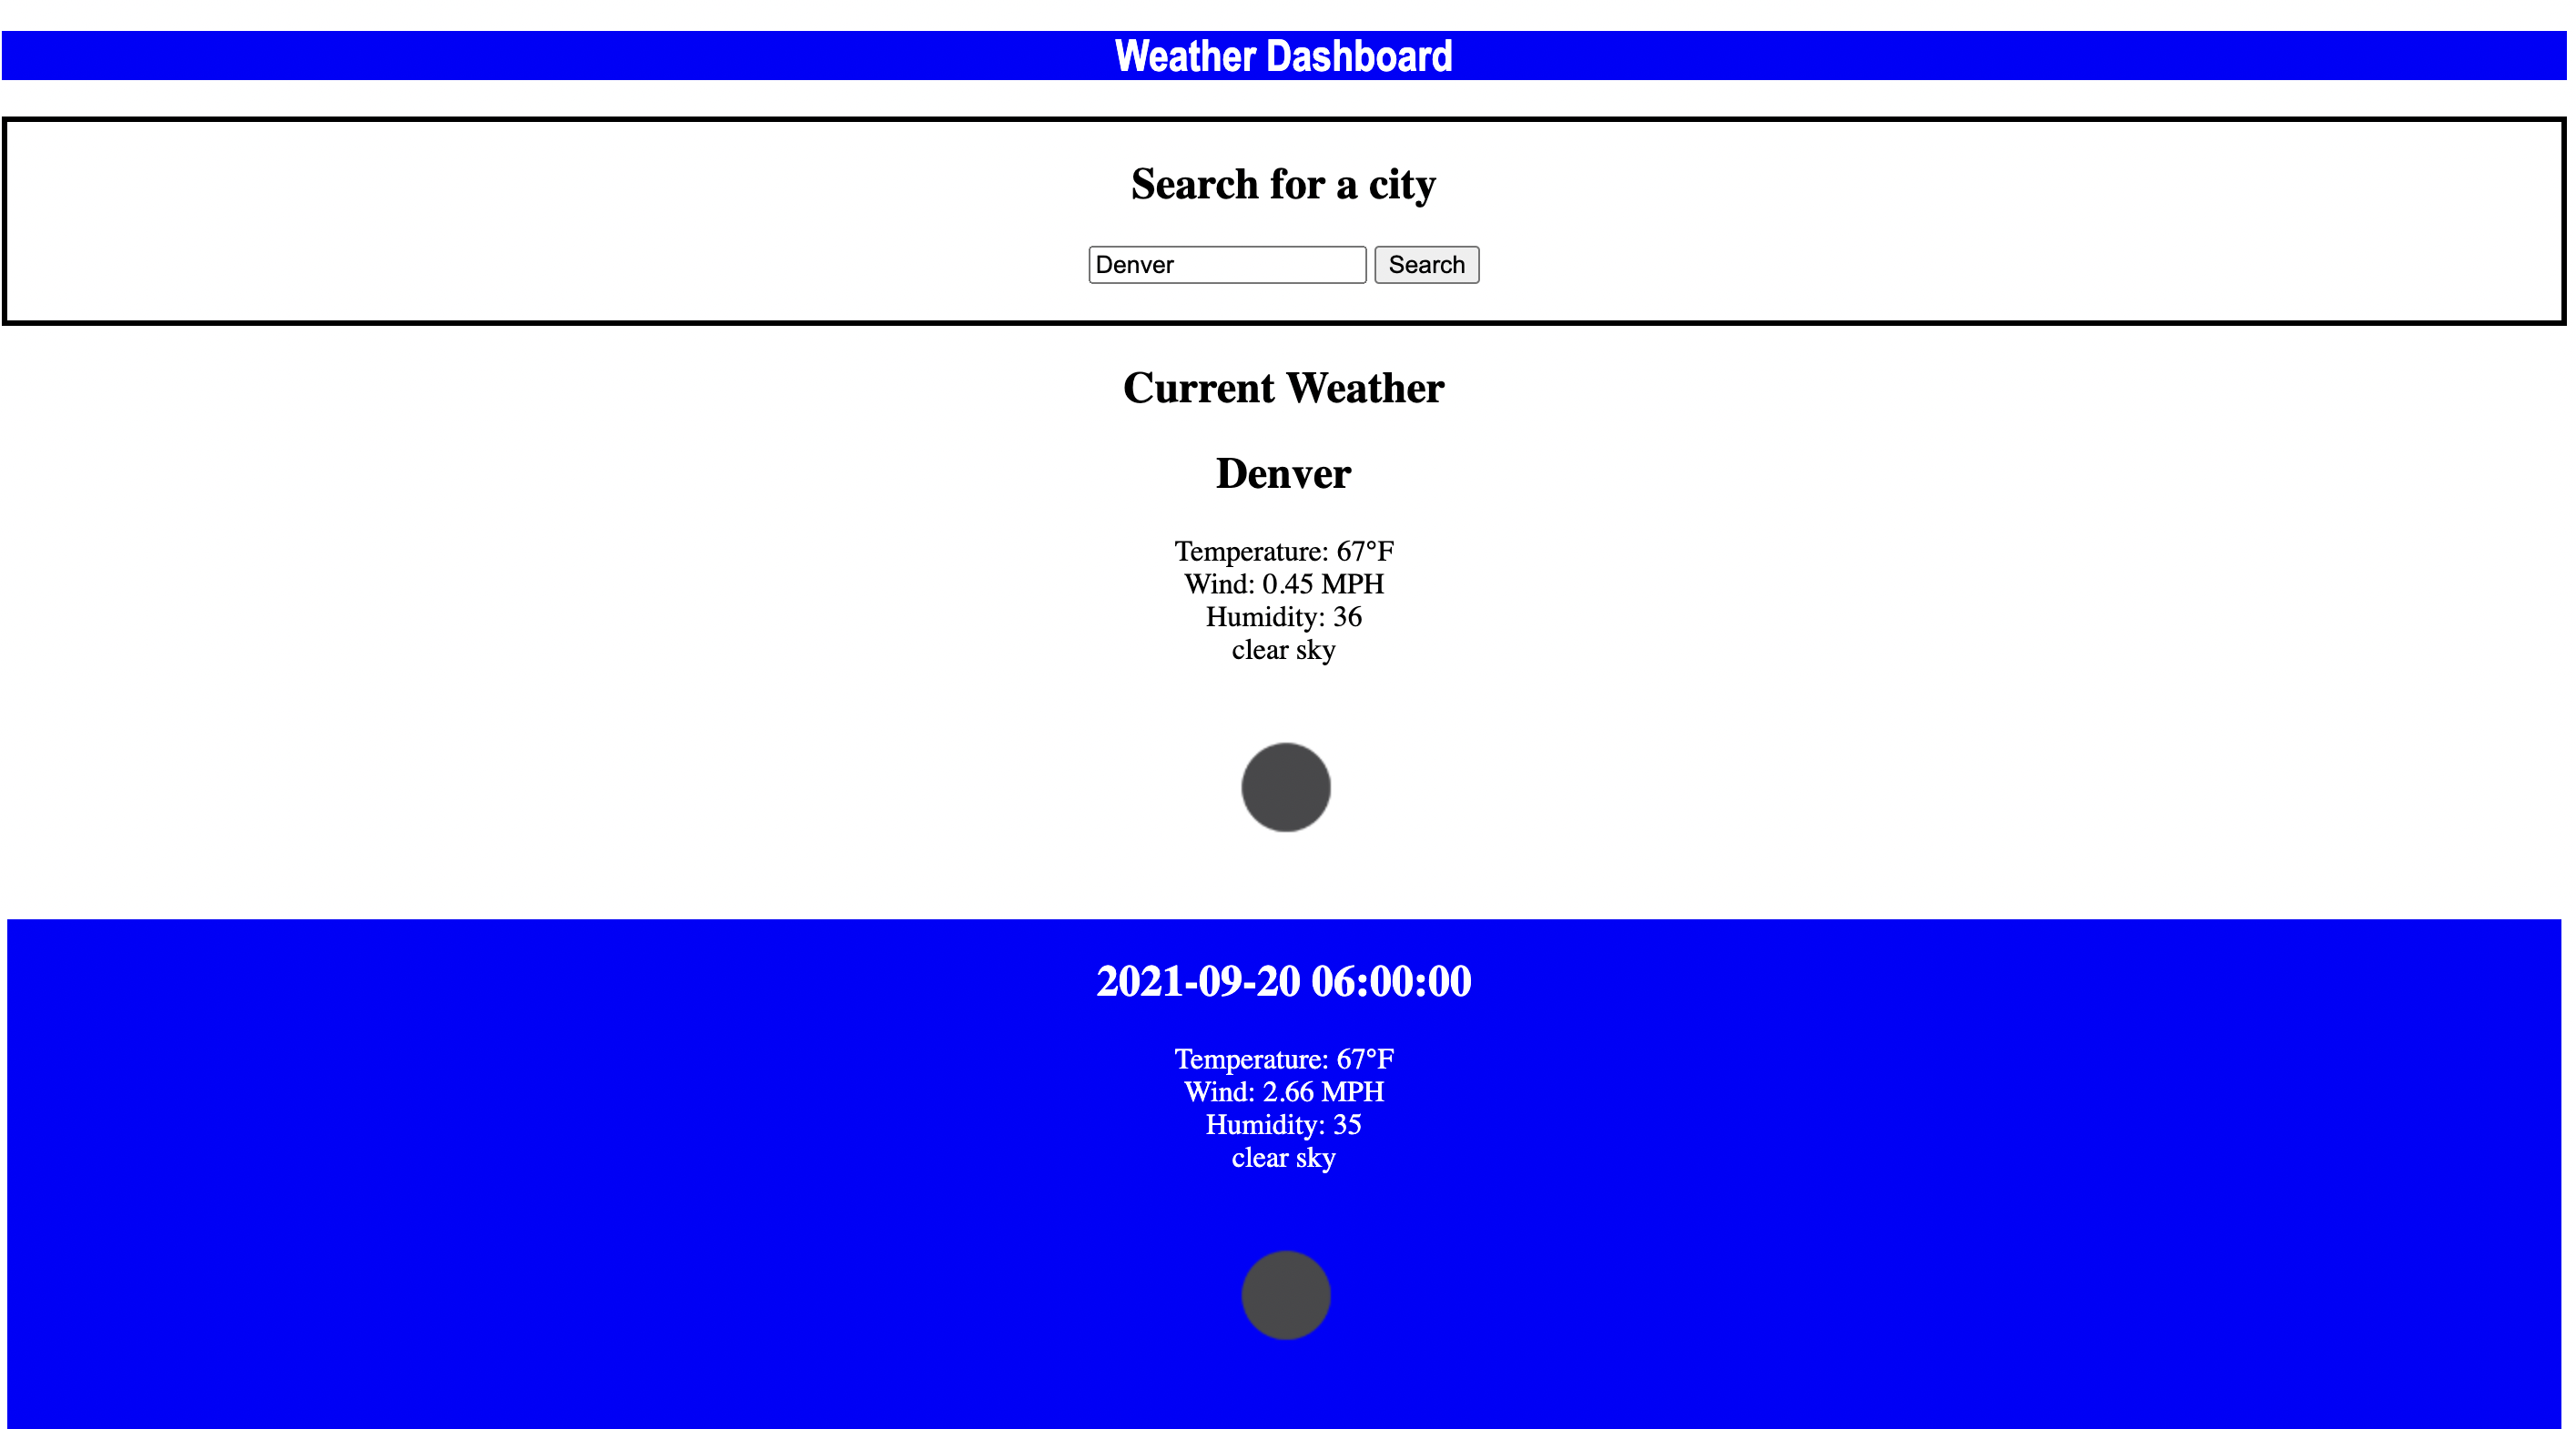 Weather Dashboard
Search for a city
Denver Search
Current Weather
Denver
Temperature: 67°F
Wind: 0.45 MPH
Humidity: 36
clear sky
2021-09-20 06:00:00
Temperature: 67°F
Wind: 2.66 MPH
Humidity: 35
clear sky